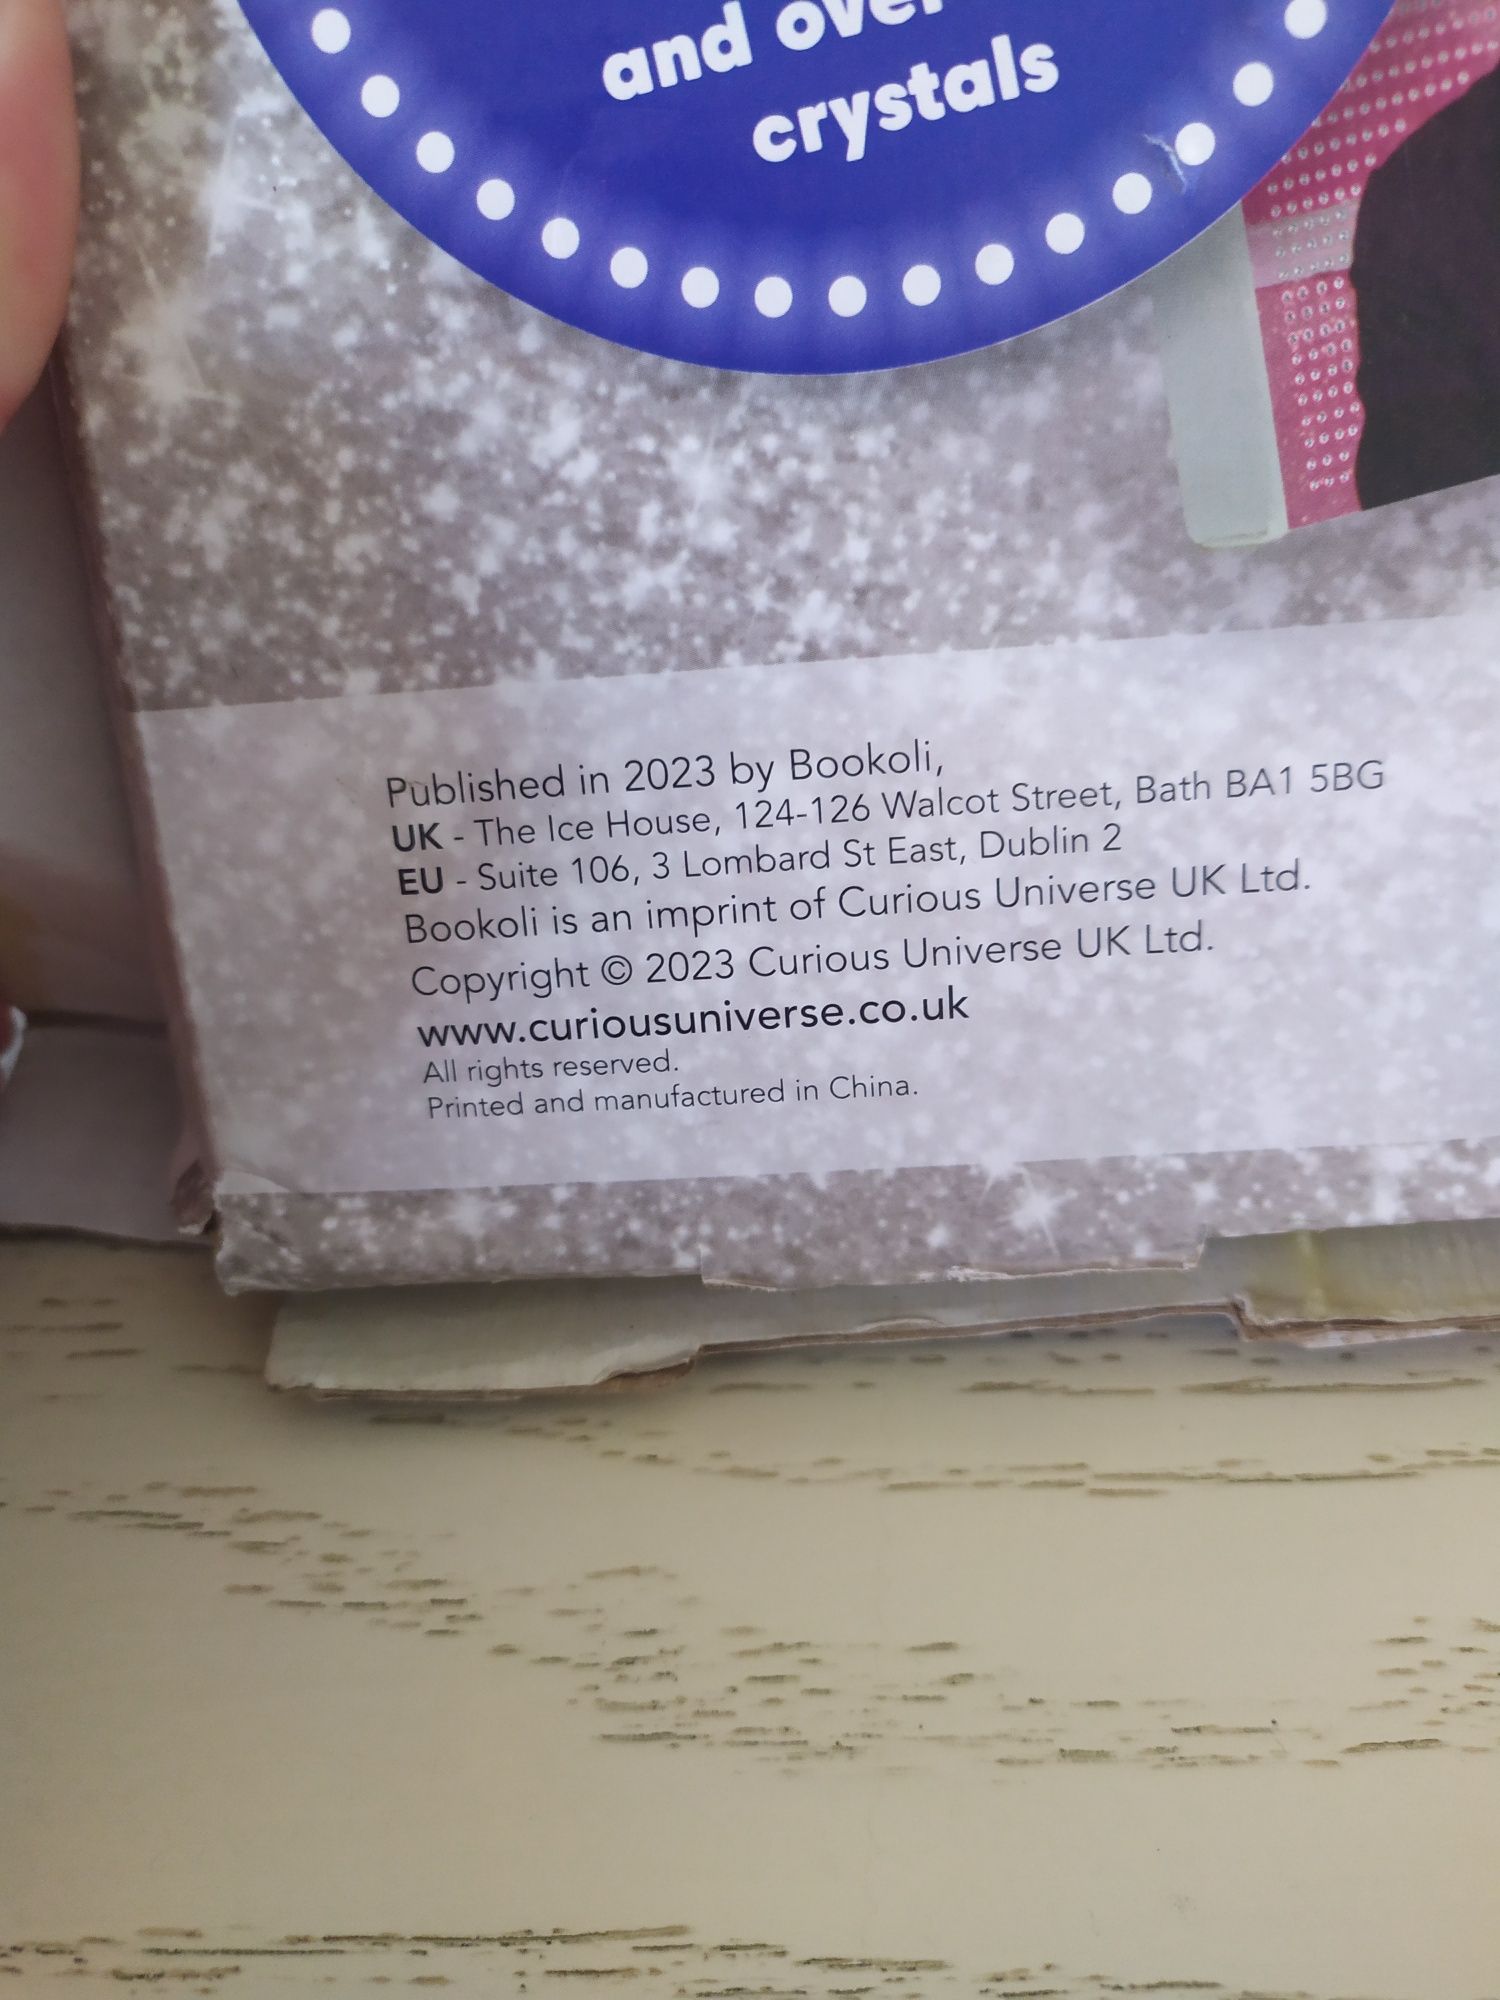 and over
crystals
Published in 2023 by Bookoli,
UK - The Ice House, 124-126 Walcot Street, Bath BA1 5BG
EU - Suite 106, 3 Lombard St East, Dublin 2
Bookoli is an imprint of Curious Universe UK Ltd.
Copyright © 2023 Curious Universe UK Ltd.
www.curiousuniverse.co.uk
All rights reserved.
Printed and manufactured in China.